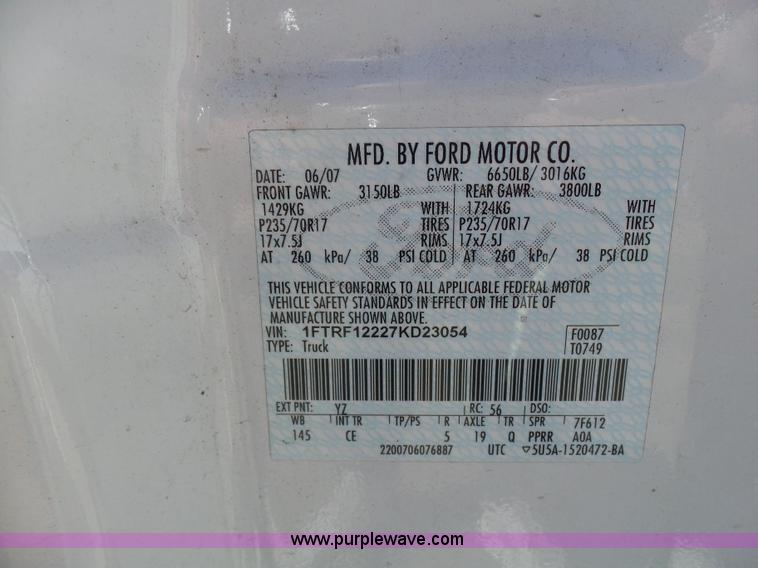 MFD. BY FORD MOTOR CO.
DATE: 06/07 GVWR: 6650LB/ 3016KG
FRONT GAWR: 3150LB REAR GAWR: 3800LB
1429KG WITH 1724KG WITH
P235/70R17 TIRES P235/70R17 TIRES
17x7.5J RIMS 17x7.5J RIMS
AT 260 kPa/ 38 PSI COLD AT 260 kPa/ 38 PSI COLD
Ford
THIS VEHICLE CONFORMS TO ALL APPLICABLE FEDERAL MOTOR
VEHICLE SAFETY STANDARDS IN EFFECT ON THE DATE OF
MANUFACTURE SHOWN ABOVE.
VIN: 1FTRF12227KD23054 F0087
TYPE: Truck T0749
EXT PNT: YZ RC: 56 DSO:
WB INT TR TP/PS R AXLE TR SPR 7F612
145 CE 5 19 Q PPRR A0A
2200706076887 UTC ▽5U5A-1520472-BA
www.purplewave.com